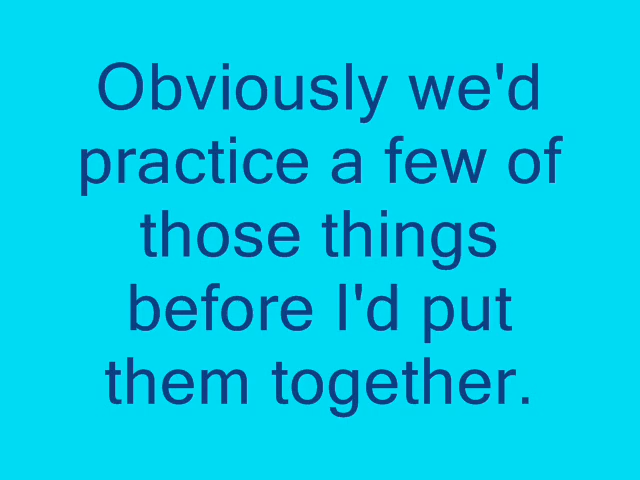 Obviously we'd
practice a few of
those things
before I'd put
them together.